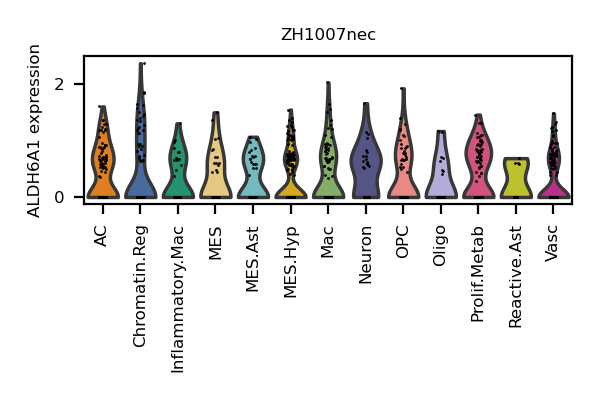 ZH1007nec
ALDH6A1 expression
2
0
AC
Chromatin.Reg
Inflammatory.Mac
MES
MES.Ast
MES.Hyp
Mac
Neuron
OPC
Oligo
Prolif.Metab
Reactive.Ast
Vasc